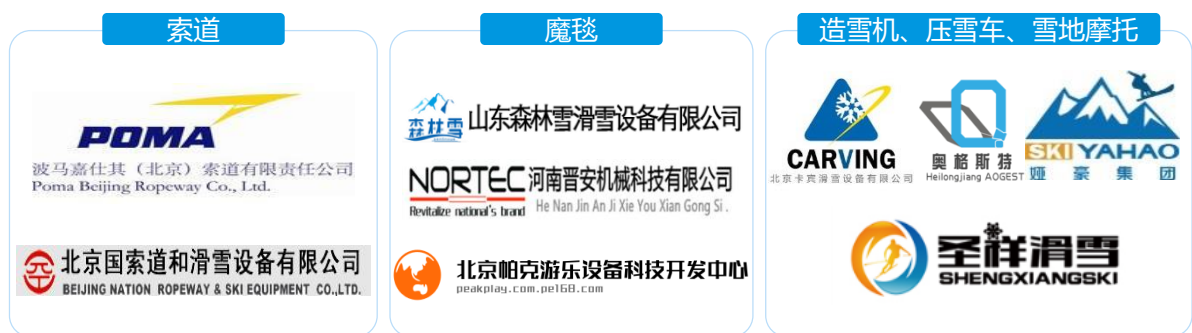 索道
POMA
波马嘉仕其（北京）索道有限责任公司
Poma Beijing Ropeway Co., Ltd.
北京国索道和滑雪设备有限公司
BEIJING NATION ROPEWAY & SKI EQUIPMENT CO.,LTD.
魔毯
森林雪
山东森林雪滑雪设备有限公司
NORTEC
河南晋安机械科技有限公司
Revitalize national's brand
He Nan Jin An Ji Xie You Xian Gong Si .
北京帕克游乐设备科技开发中心
peakplay.com.pe168.com
造雪机、压雪车、雪地摩托
CARVING
北京卡宾滑雪设备有限公司
奥格斯特
Heilongjiang AOGEST
SKI YAHAO
娅豪集团
圣祥滑雪
SHENGXIANGSKI